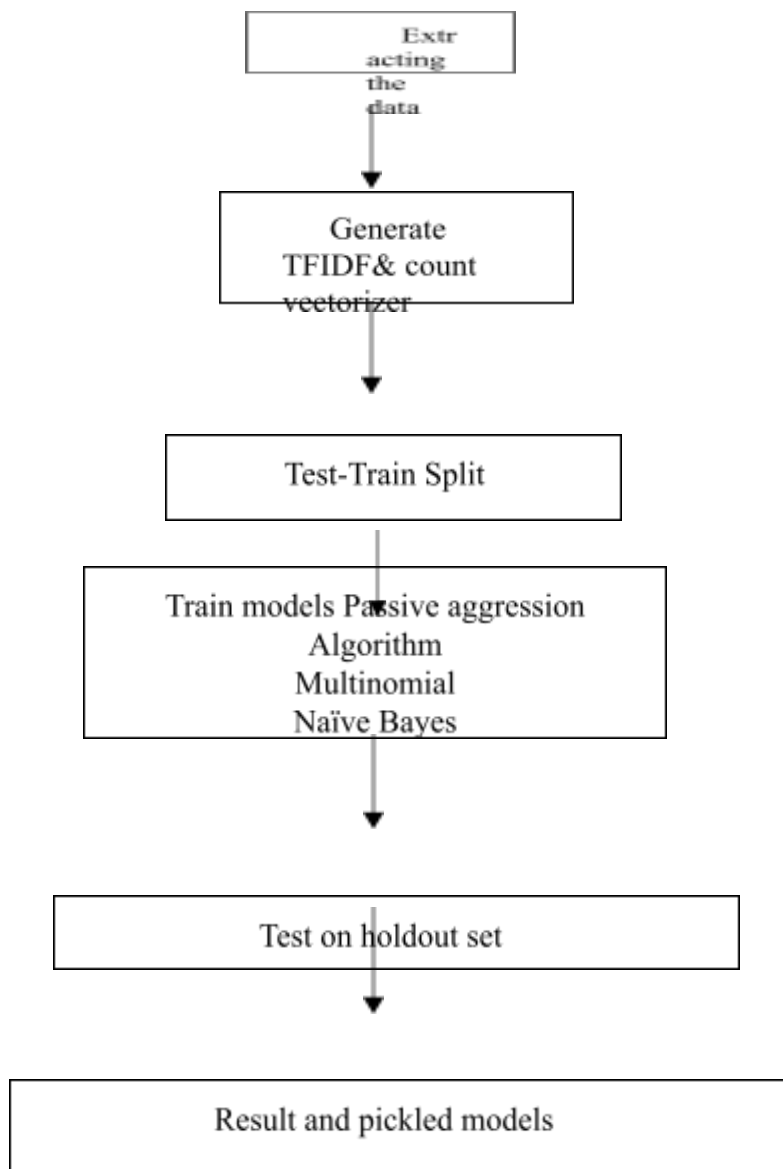 Extr
acting
the
data
Generate
TFIDF& count
vectorizer
Test-Train Split
Train models Passive aggression
Algorithm
Multinomial
Naïve Bayes
Test on holdout set
Result and pickled models